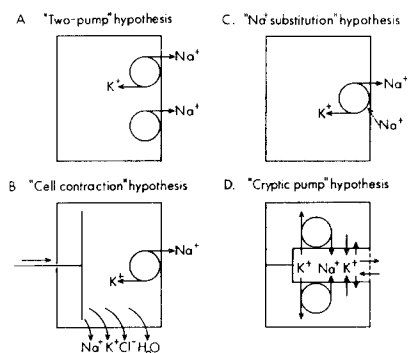 A "Two-pump" hypothesis
Na⁺
K⁺
Na⁺
B "Cell contraction" hypothesis
Na⁺
K⁺
Na⁺ K⁺ Cl⁻ H₂O
C. "Na⁺ substitution" hypothesis
Na⁺
K⁺
Na⁺
D. "Cryptic pump" hypothesis
K⁺ Na⁺ K⁺